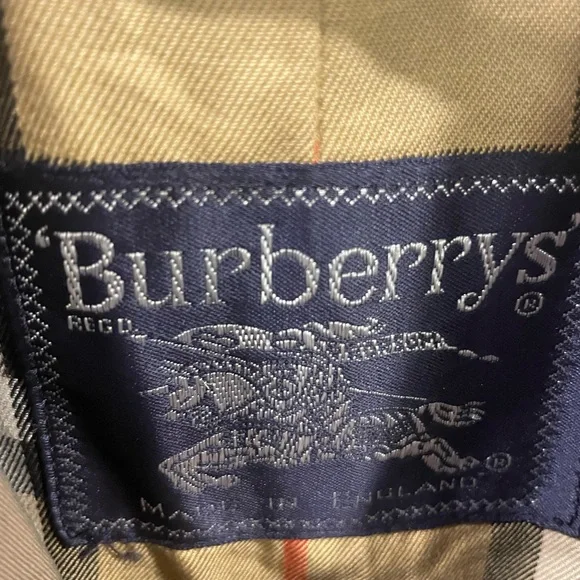 'Burberrys'®
REGD.
®
MADE IN ENGLAND